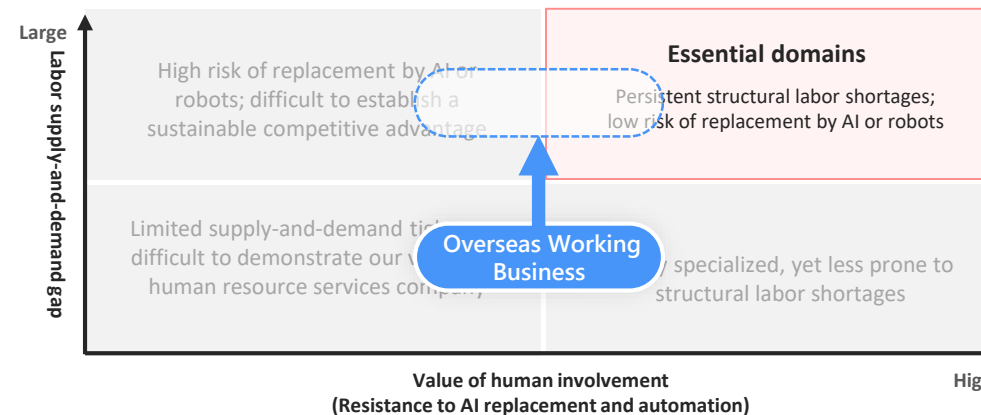 Large
Labor supply-and-demand gap
High risk of replacement by AI or
robots; difficult to establish a
sustainable competitive advantage
Essential domains
Persistent structural labor shortages;
low risk of replacement by AI or robots
Limited supply-and-demand
difficult to demonstrate our
human resource services company
Overseas Working
Business
specialized, yet less prone to
structural labor shortages
Value of human involvement
(Resistance to AI replacement and automation)